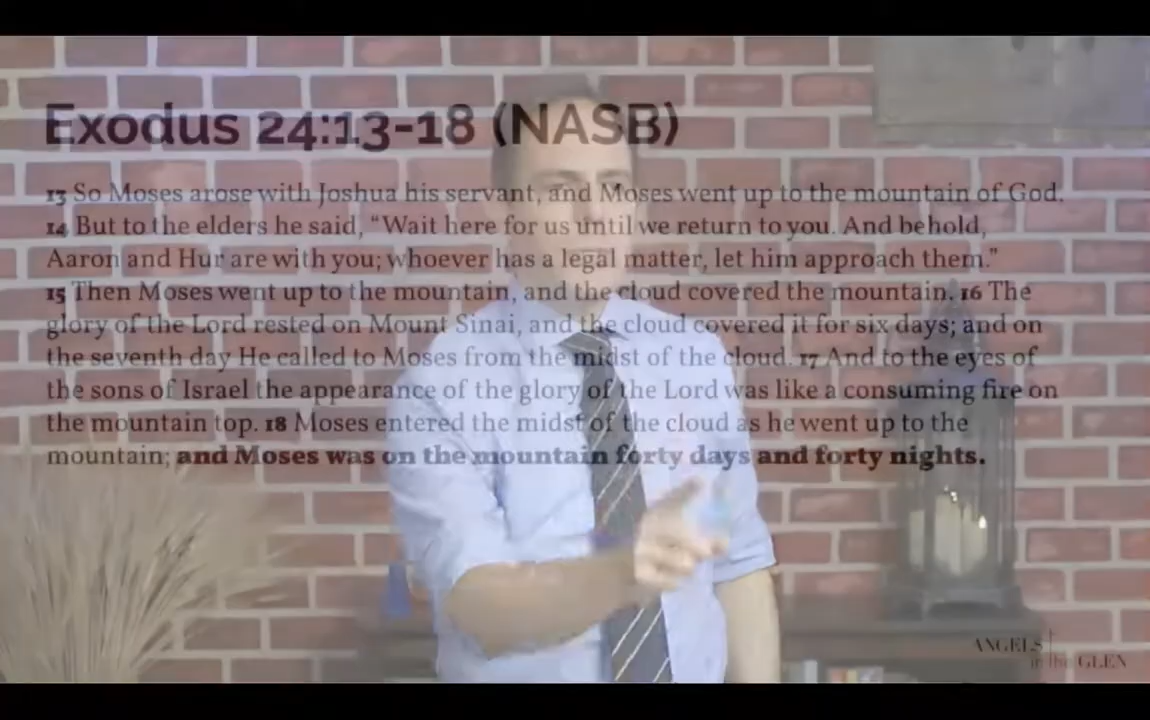 Exodus 24:13-18 (NASB)
13 So Moses arose with Joshua his servant, and Moses went up to the mountain of God.
14 But to the elders he said, “Wait here for us until we return to you. And behold,
Aaron and Hur are with you; whoever has a legal matter, let him approach them.”
15 Then Moses went up to the mountain, and the cloud covered the mountain. 16 The
glory of the Lord rested on Mount Sinai, and the cloud covered it for six days; and on
the seventh day He called to Moses from the midst of the cloud. 17 And to the eyes of
the sons of Israel the appearance of the glory of the Lord was like a consuming fire on
the mountain top. 18 Moses entered the midst of the cloud as he went up to the
mountain; and Moses was on the mountain forty days and forty nights.
ANGELS
in the GLEN